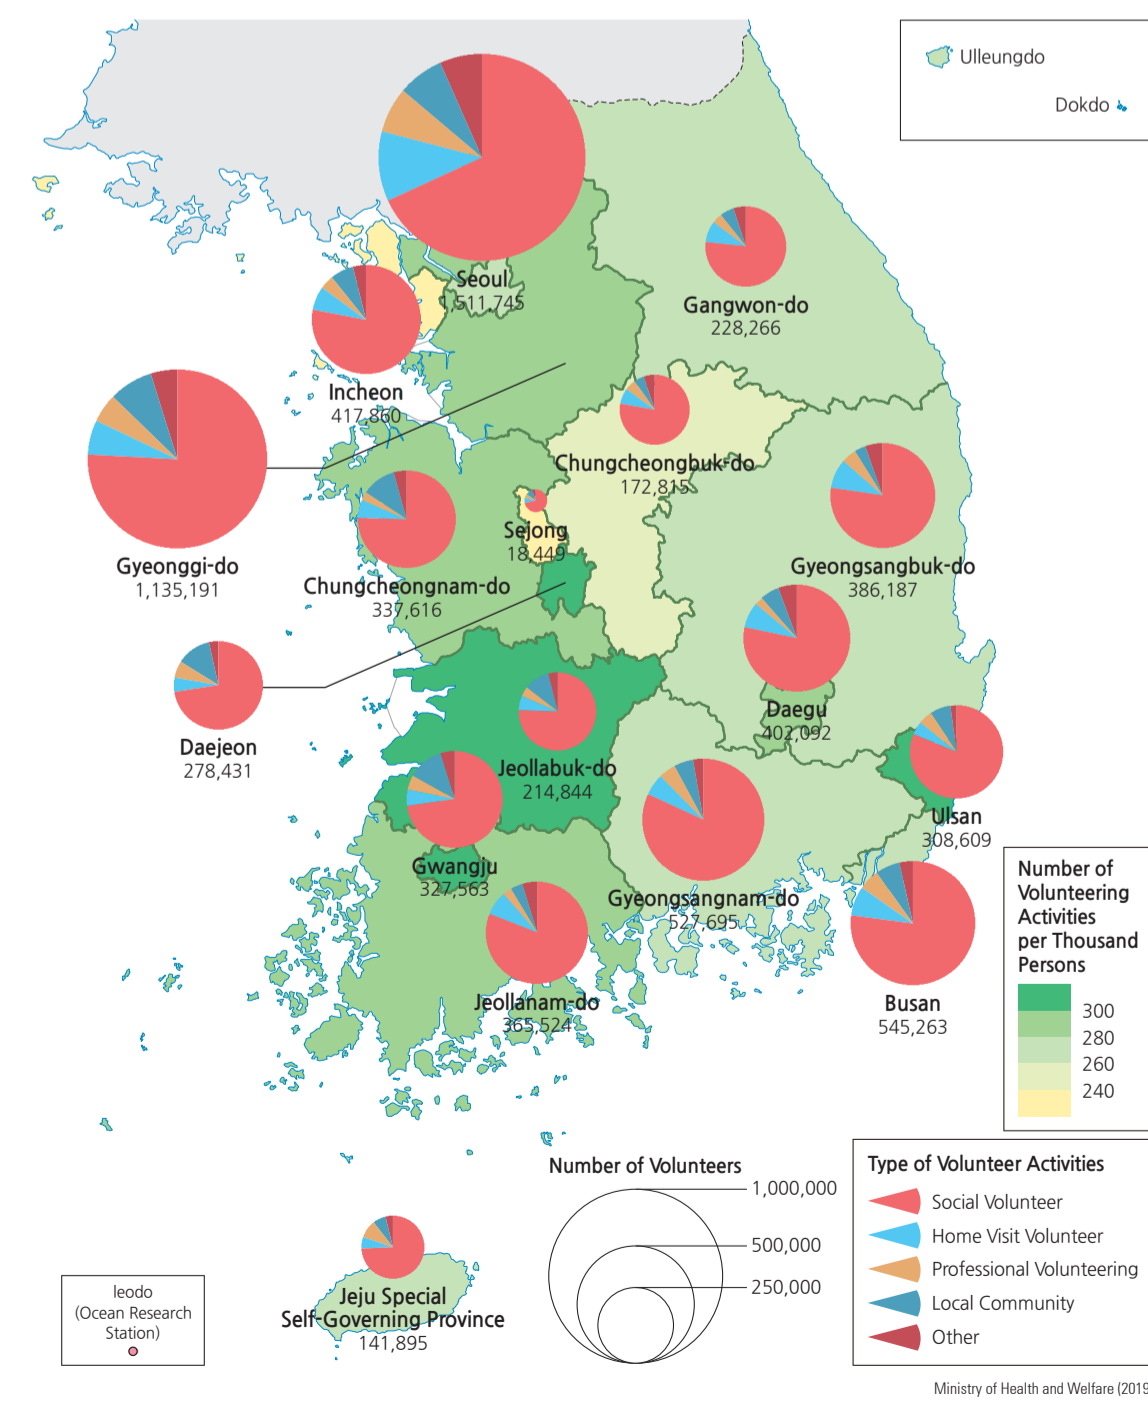 Ulleungdo
Dokdo
Seoul
1,511,745
Gangwon-do
228,266
Incheon
417,860
Chungcheongbuk-do
172,815
Gyeonggi-do
1,135,191
Sejong
18,449
Chungcheongnam-do
337,616
Gyeongsangbuk-do
386,187
Daejeon
278,431
Daegu
402,092
Jeollabuk-do
214,844
Ulsan
308,609
Gwangju
327,563
Gyeongsangnam-do
527,695
Jeollanam-do
365,524
Busan
545,263
Number of
Volunteering
Activities
per Thousand
Persons
300
280
260
240
Number of Volunteers
1,000,000
500,000
250,000
Type of Volunteer Activities
Social Volunteer
Home Visit Volunteer
Professional Volunteering
Local Community
Other
Ieodo
(Ocean Research
Station)
Jeju Special
Self-Governing Province
141,895
Ministry of Health and Welfare (2019